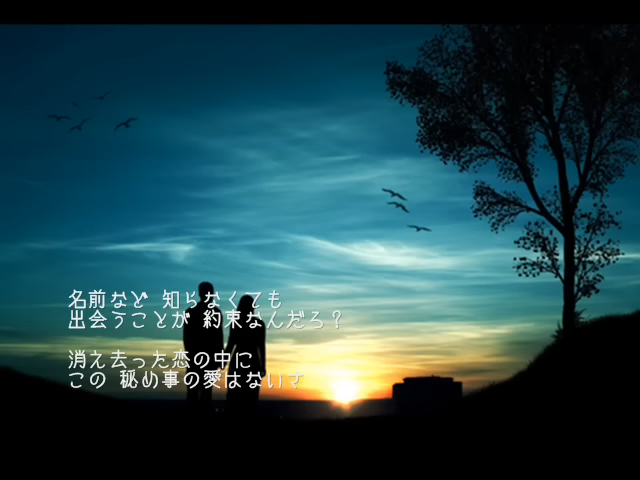 名前など 知らなくても
出会うことが 約束なんだろ？
消え去った恋の中に
この 秘め事の愛はないさ